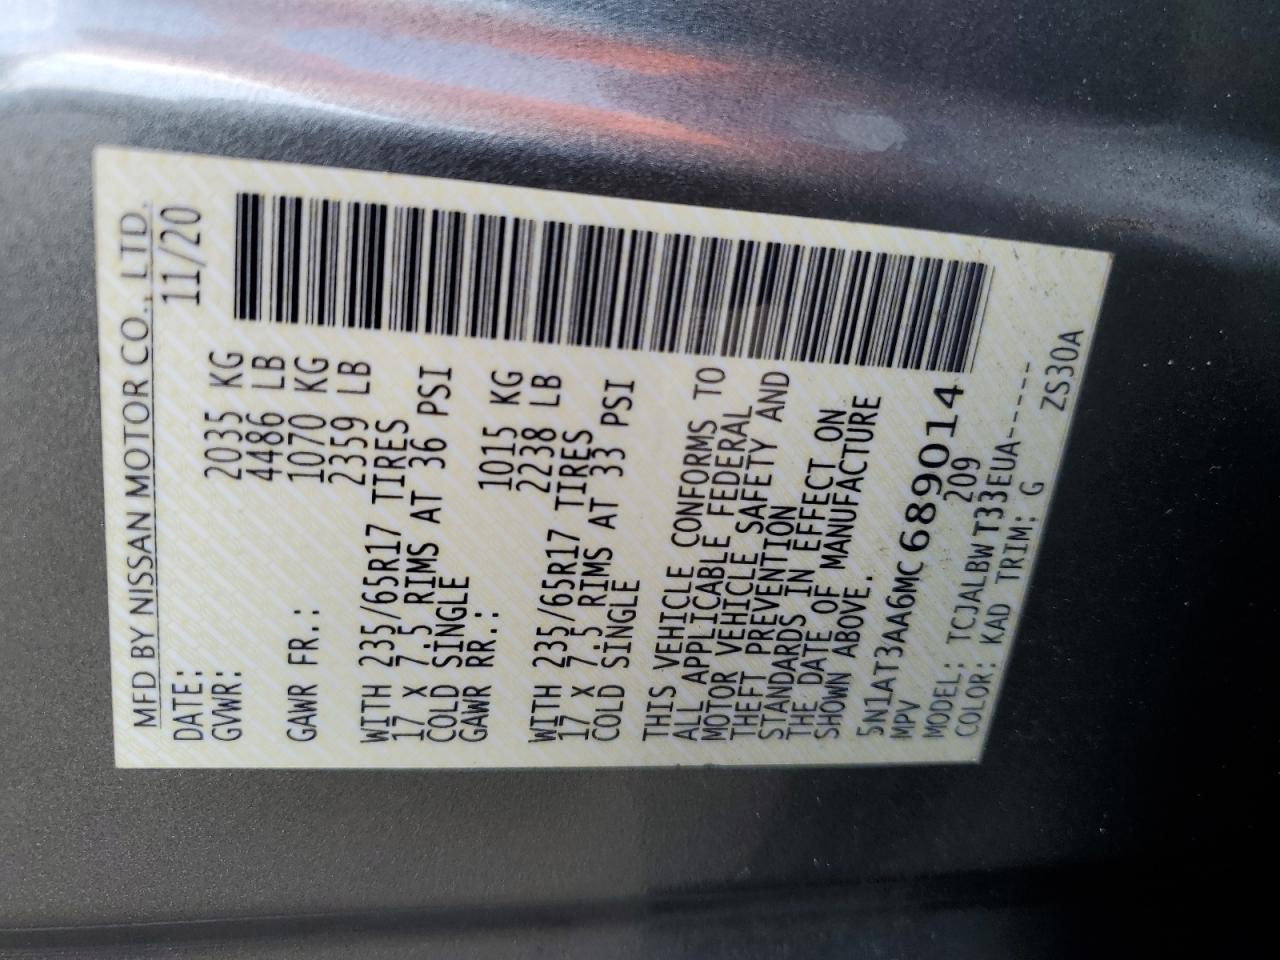 MFD BY NISSAN MOTOR CO., LTD.
DATE: 11/20
GVWR: 2035 KG
4486 LB
GAWR FR.: 1070 KG
2359 LB
WITH 235/65R17 TIRES
17 X 7.5 RIMS AT 36 PSI
COLD SINGLE
GAWR RR.: 1015 KG
2238 LB
WITH 235/65R17 TIRES
17 X 7.5 RIMS AT 33 PSI
COLD SINGLE
THIS VEHICLE CONFORMS TO
ALL APPLICABLE FEDERAL
MOTOR VEHICLE SAFETY AND
THEFT PREVENTION
STANDARDS IN EFFECT ON
THE DATE OF MANUFACTURE
SHOWN ABOVE.
5N1AT3AA6MC689014
MPV 209
MODEL: TCJALBWT33EUA-----
COLOR: KAD TRIM: G ZS30A